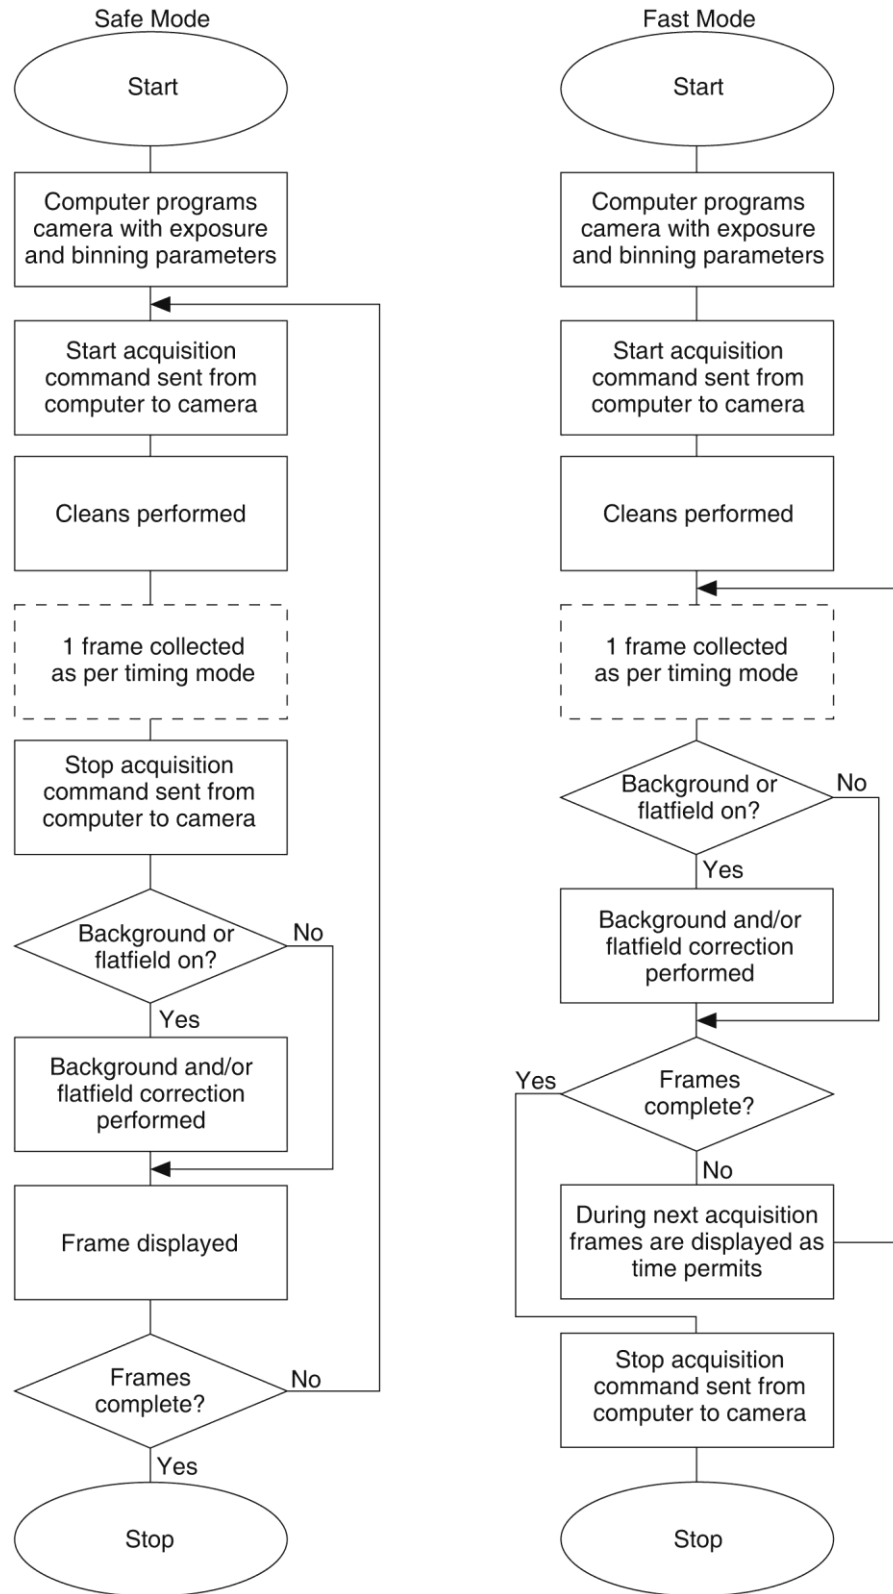 Safe Mode
Start
Computer programs
camera with exposure
and binning parameters
Start acquisition
command sent from
computer to camera
Cleans performed
1 frame collected
as per timing mode
Stop acquisition
command sent from
computer to camera
Background or
flatfield on?
No
Yes
Background and/or
flatfield correction
performed
Frame displayed
Frames
complete?
No
Yes
Stop
Fast Mode
Start
Computer programs
camera with exposure
and binning parameters
Start acquisition
command sent from
computer to camera
Cleans performed
1 frame collected
as per timing mode
Background or
flatfield on?
No
Yes
Background and/or
flatfield correction
performed
Yes
Frames
complete?
No
During next acquisition
frames are displayed as
time permits
Stop acquisition
command sent from
computer to camera
Stop